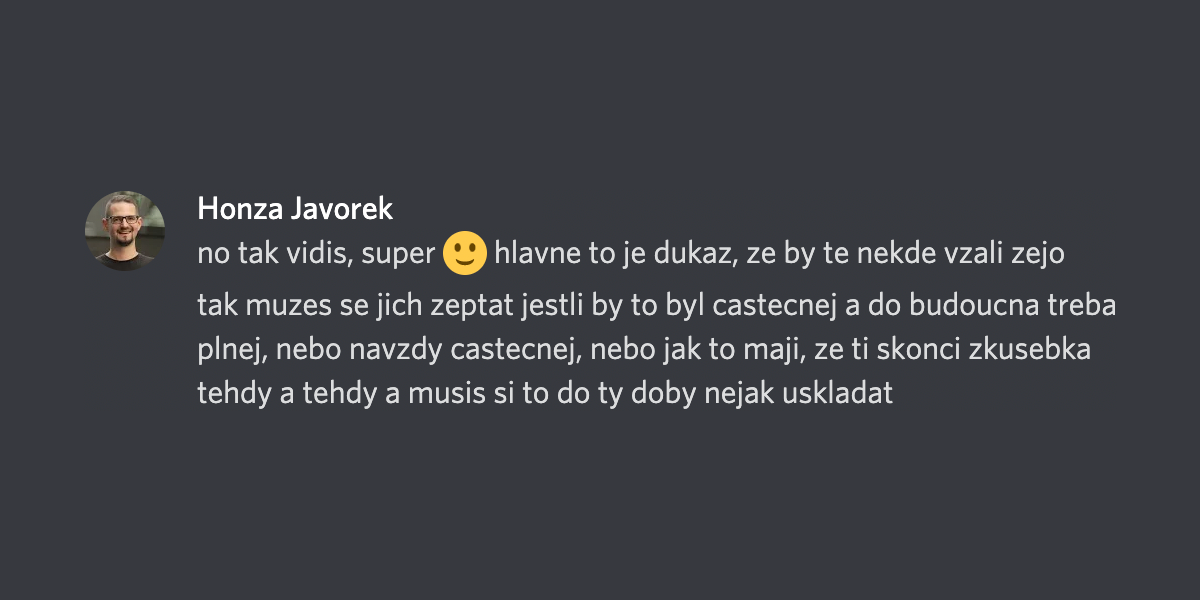 Honza Javorek
no tak vidis, super 🙂 hlavne to je dukaz, ze by te nekde vzali zejo
tak muzes se jich zeptat jestli by to byl castecnej a do budoucna treba
plnej, nebo navzdy castecnej, nebo jak to maji, ze ti skonci zkusebka
tehdy a tehdy a musis si to do ty doby nejak uskladat